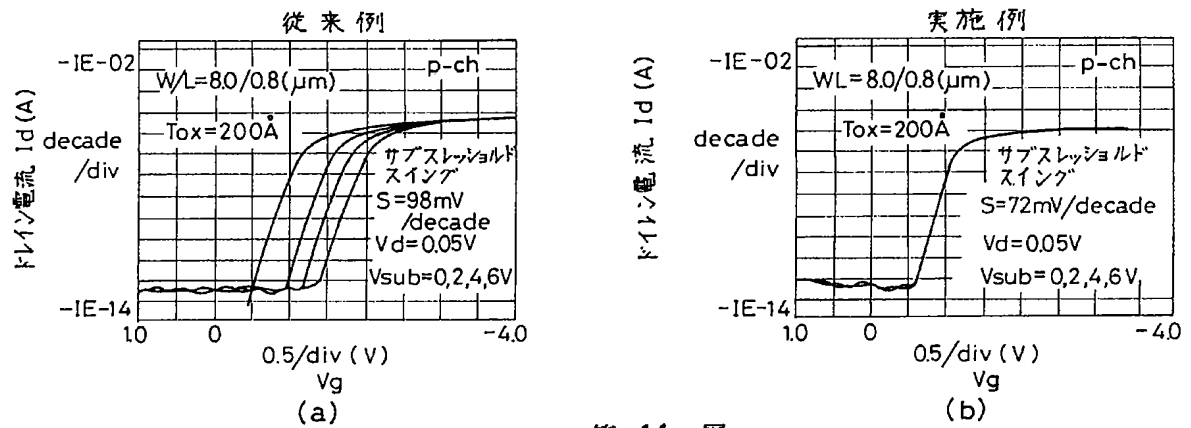 従来例
ドレイン電流 Id(A)
-1E-02
decade
/div
-1E-14
p-ch
W/L=8.0/0.8(μm)
Tox=200Å
サブスレッショルド
スイング
S=98mV
/decade
Vd=0.05V
Vsub=0,2,4,6V
1.0
0
-4.0
0.5/div (V)
Vg
(a)
実施例
ドイレン電流 Id(A)
-1E-02
decade
/div
-1E-14
p-ch
WL=8.0/0.8(μm)
Tox=200Å
サブスレッショルド
スイング
S=72mV/decade
Vd=0.05V
Vsub=0,2,4,6V
1.0
0
-4.0
0.5/div (V)
Vg
(b)